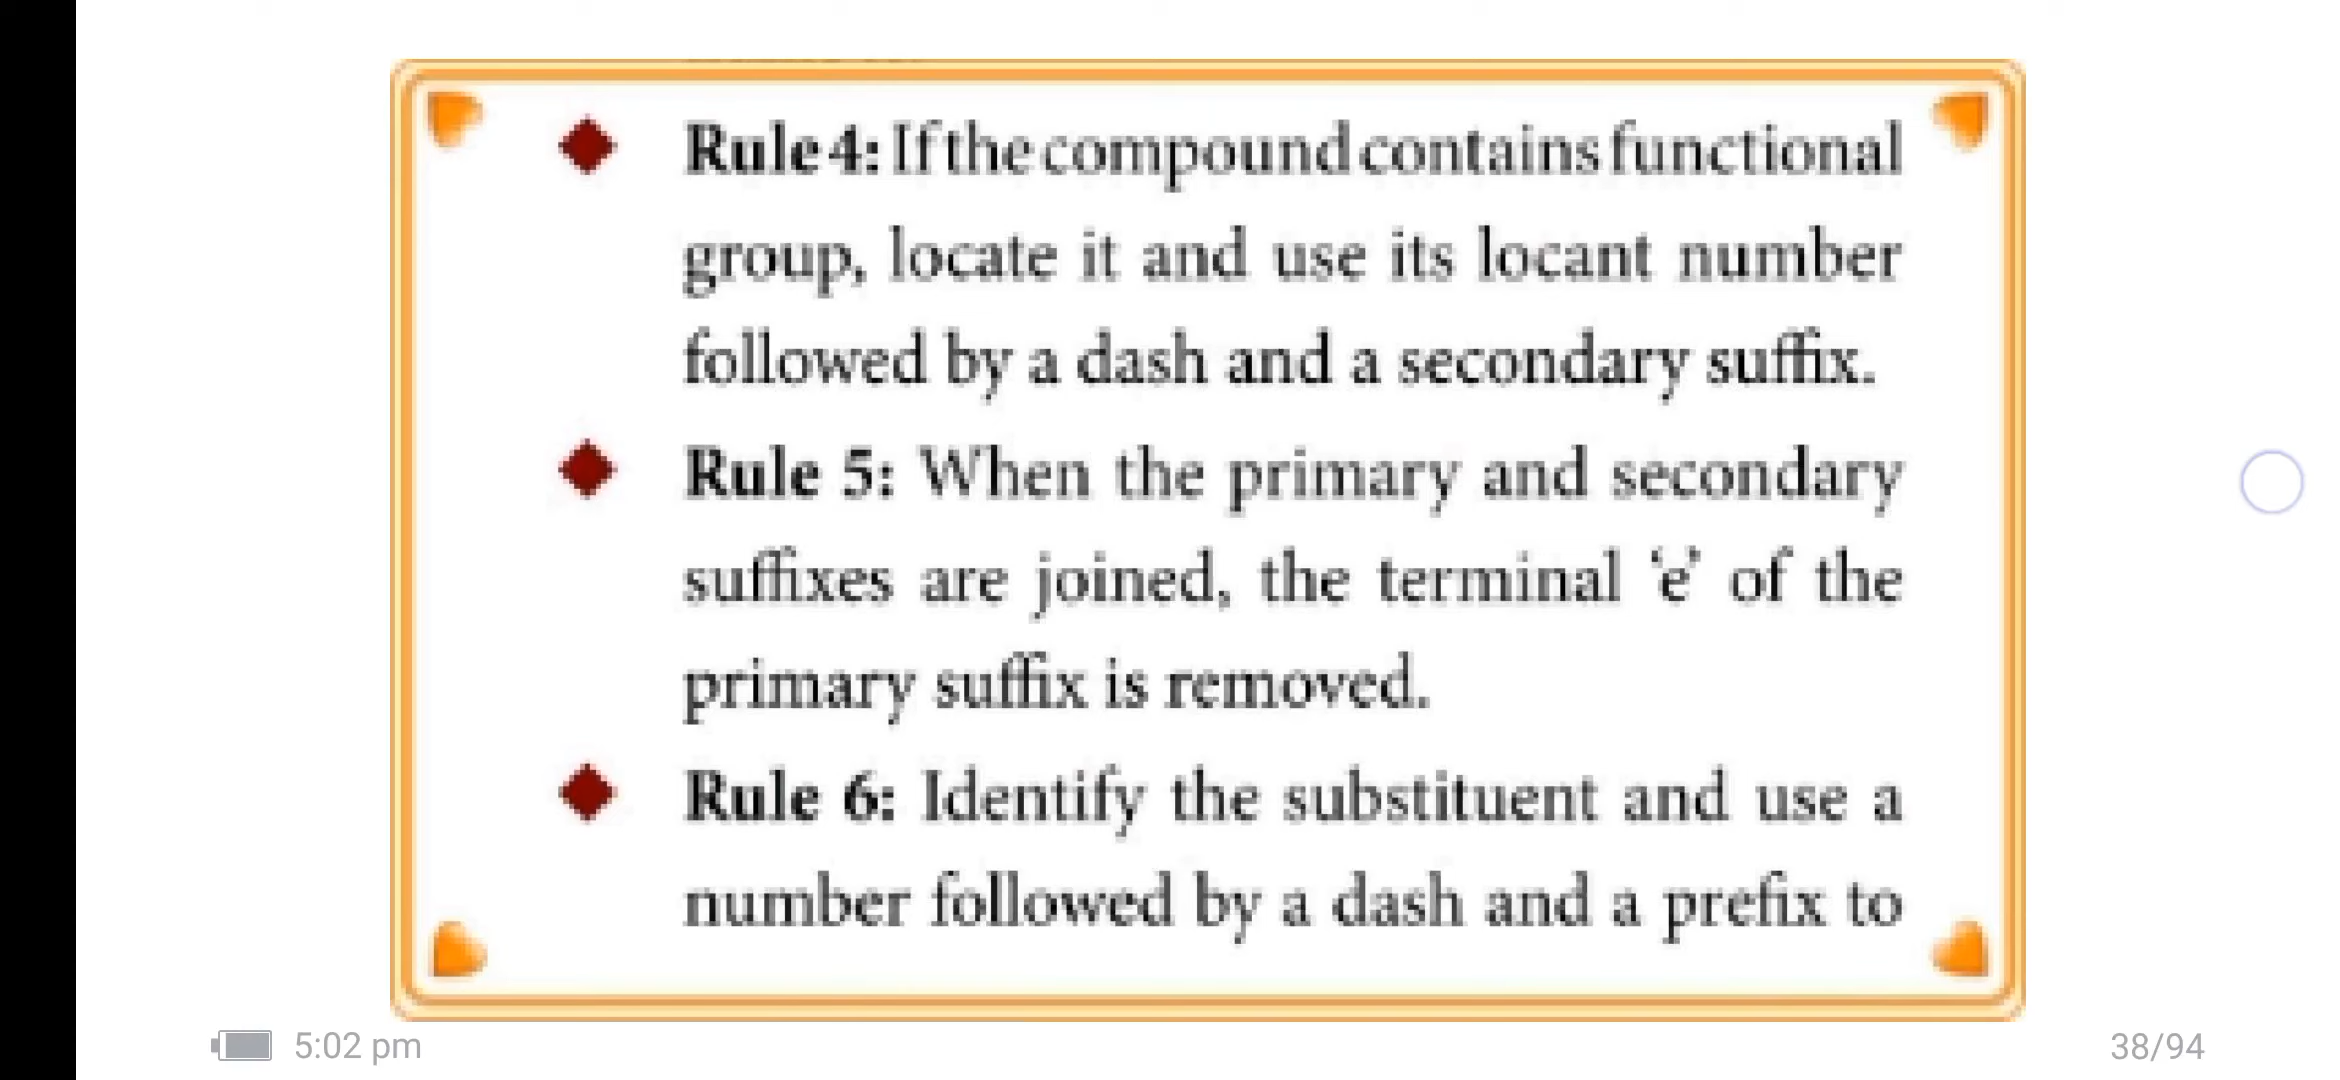 Rule 4: If the compound contains functional
group, locate it and use its locant number
followed by a dash and a secondary suffix.
Rule 5: When the primary and secondary
suffixes are joined, the terminal ‘e’ of the
primary suffix is removed.
Rule 6: Identify the substituent and use a
number followed by a dash and a prefix to
5:02 pm
38/94